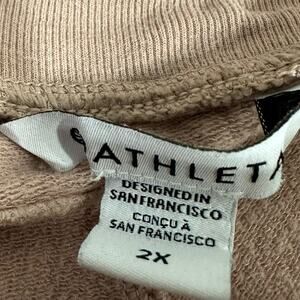 ATHLETA
DESIGNED IN
SAN FRANCISCO
CONÇU À
SAN FRANCISCO
2X